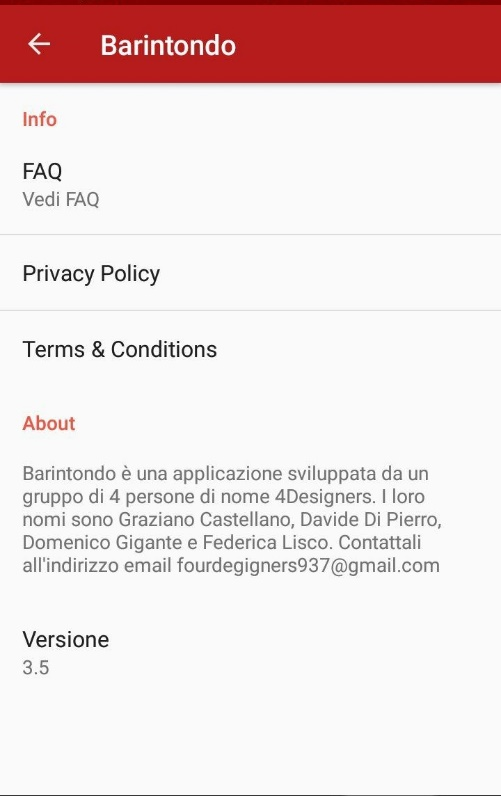 Barintondo
Info
FAQ
Vedi FAQ
Privacy Policy
Terms & Conditions
About
Barintondo è una applicazione sviluppata da un
gruppo di 4 persone di nome 4Designers. I loro
nomi sono Graziano Castellano, Davide Di Pierro,
Domenico Gigante e Federica Lisco. Contattali
all'indirizzo email fourdegigners937@gmail.com
Versione
3.5